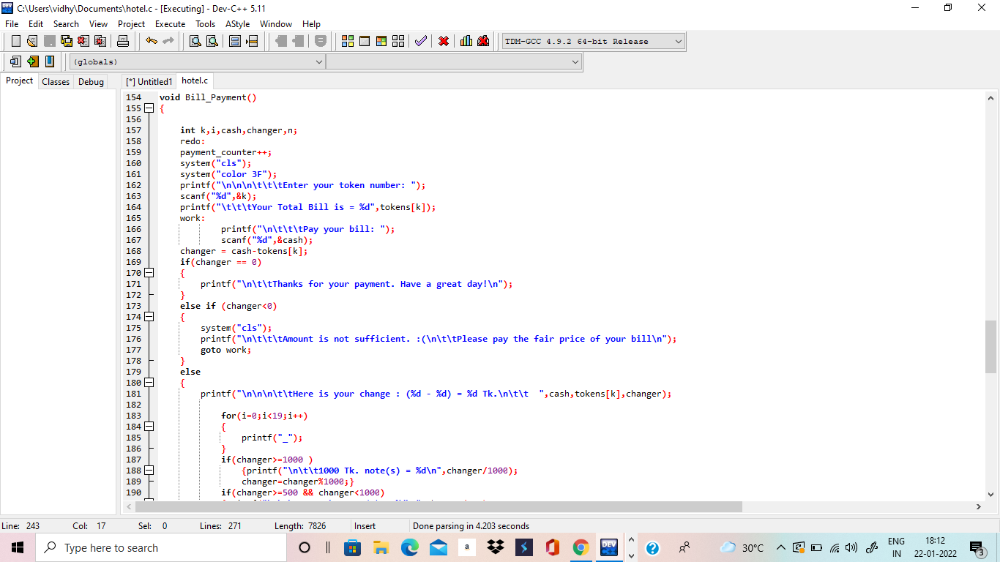 C:\Users\vidhy\Documents\hotel.c - [Executing] - Dev-C++ 5.11
File Edit Search View Project Execute Tools AStyle Window Help
TDM-GCC 4.9.2 64-bit Release
(globals)
Project Classes Debug [*] Untitled1 hotel.c
154 void Bill_Payment()
155 {
156
157 int k,i,cash,changer,n;
158 redo:
159 payment_counter++;
160 system("cls");
161 system("color 3F");
162 printf("\n\n\n\t\t\tEnter your token number: ");
163 scanf("%d",&k);
164 printf("\t\t\tYour Total Bill is = %d",tokens[k]);
165 work:
166 printf("\n\t\t\tPay your bill: ");
167 scanf("%d",&cash);
168 changer = cash-tokens[k];
169 if(changer == 0)
170 {
171 printf("\n\t\tThanks for your payment. Have a great day!\n");
172 }
173 else if (changer<0)
174 {
175 system("cls");
176 printf("\n\t\t\tAmount is not sufficient. :(\n\t\tPlease pay the fair price of your bill\n");
177 goto work;
178 }
179 else
180 {
181 printf("\n\n\n\t\tHere is your change : (%d - %d) = %d Tk.\n\t\t  ",cash,tokens[k],changer);
182
183 for(i=0;i<19;i++)
184 {
185 printf("_");
186 }
187 if(changer>=1000 )
188 {printf("\n\t\t1000 Tk. note(s) = %d\n",changer/1000);
189 changer=changer%1000;}
190 if(changer>=500 && changer<1000)
Line: 243 Col: 17 Sel: 0 Lines: 271 Length: 7826 Insert Done parsing in 4.203 seconds
Type here to search a DEV 30°C ENG IN 18:12 22-01-2022 3